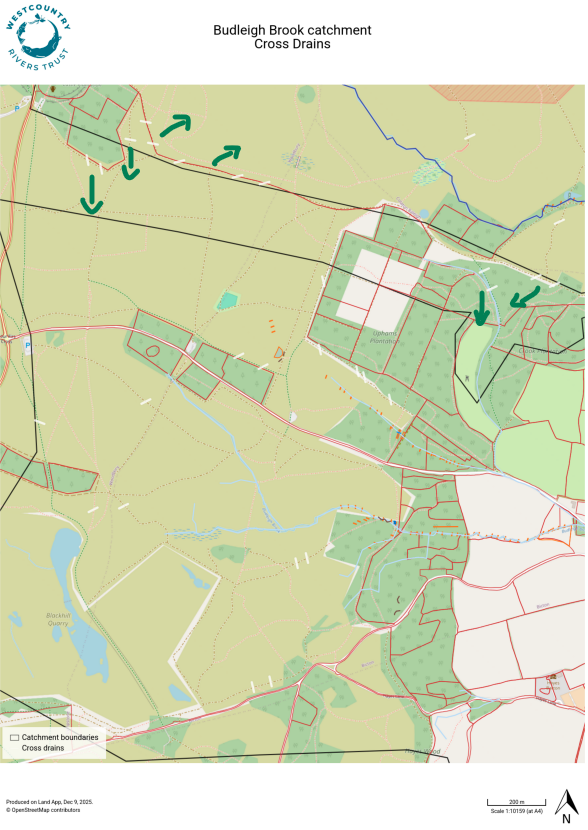 WESTCOUNTRY
RIVERS TRUST
Budleigh Brook catchment
Cross Drains
P
Uphams
Plantation
P
Blackhill
Quarry
Catchment boundaries
Cross drains
Produced on Land App, Dec 9, 2025.
© OpenStreetMap contributors
200 m
Scale 1:10159 (at A4)
N